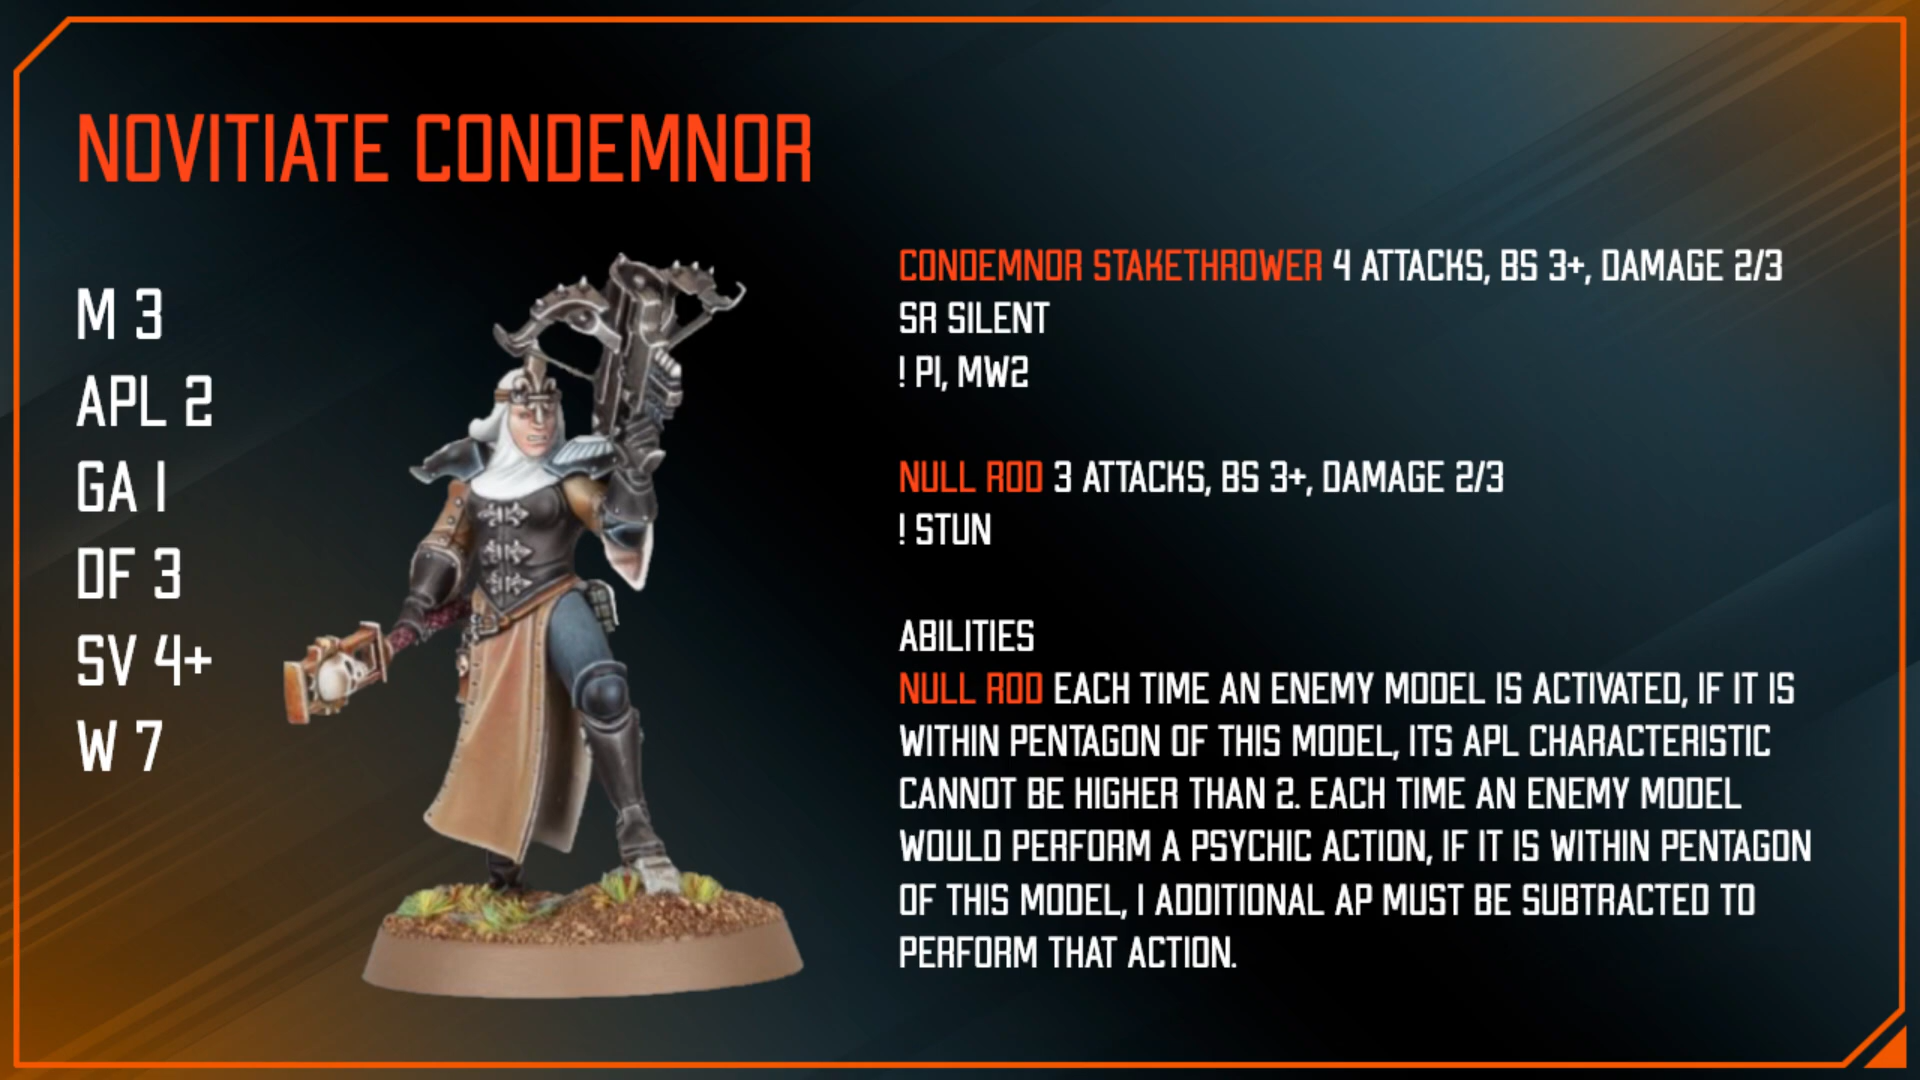 NOVITIATE CONDEMNOR
M 3
APL 2
GA 1
DF 3
SV 4+
W 7
CONDEMNOR STAKETHROWER 4 ATTACKS, BS 3+, DAMAGE 2/3
SR SILENT
! P1, MW2
NULL ROD 3 ATTACKS, BS 3+, DAMAGE 2/3
! STUN
ABILITIES
NULL ROD EACH TIME AN ENEMY MODEL IS ACTIVATED, IF IT IS
WITHIN PENTAGON OF THIS MODEL, ITS APL CHARACTERISTIC
CANNOT BE HIGHER THAN 2. EACH TIME AN ENEMY MODEL
WOULD PERFORM A PSYCHIC ACTION, IF IT IS WITHIN PENTAGON
OF THIS MODEL, 1 ADDITIONAL AP MUST BE SUBTRACTED TO
PERFORM THAT ACTION.